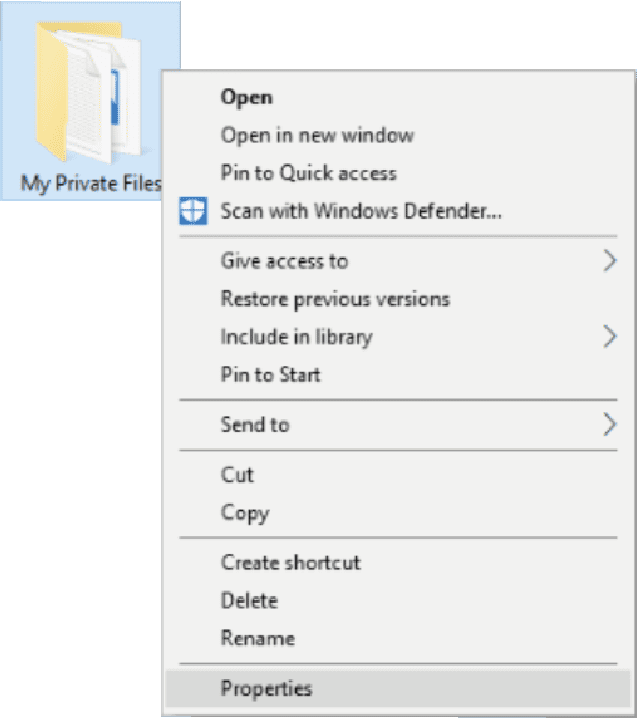 My Private Files
Open
Open in new window
Pin to Quick access
Scan with Windows Defender...
Give access to
Restore previous versions
Include in library
Pin to Start
Send to
Cut
Copy
Create shortcut
Delete
Rename
Properties